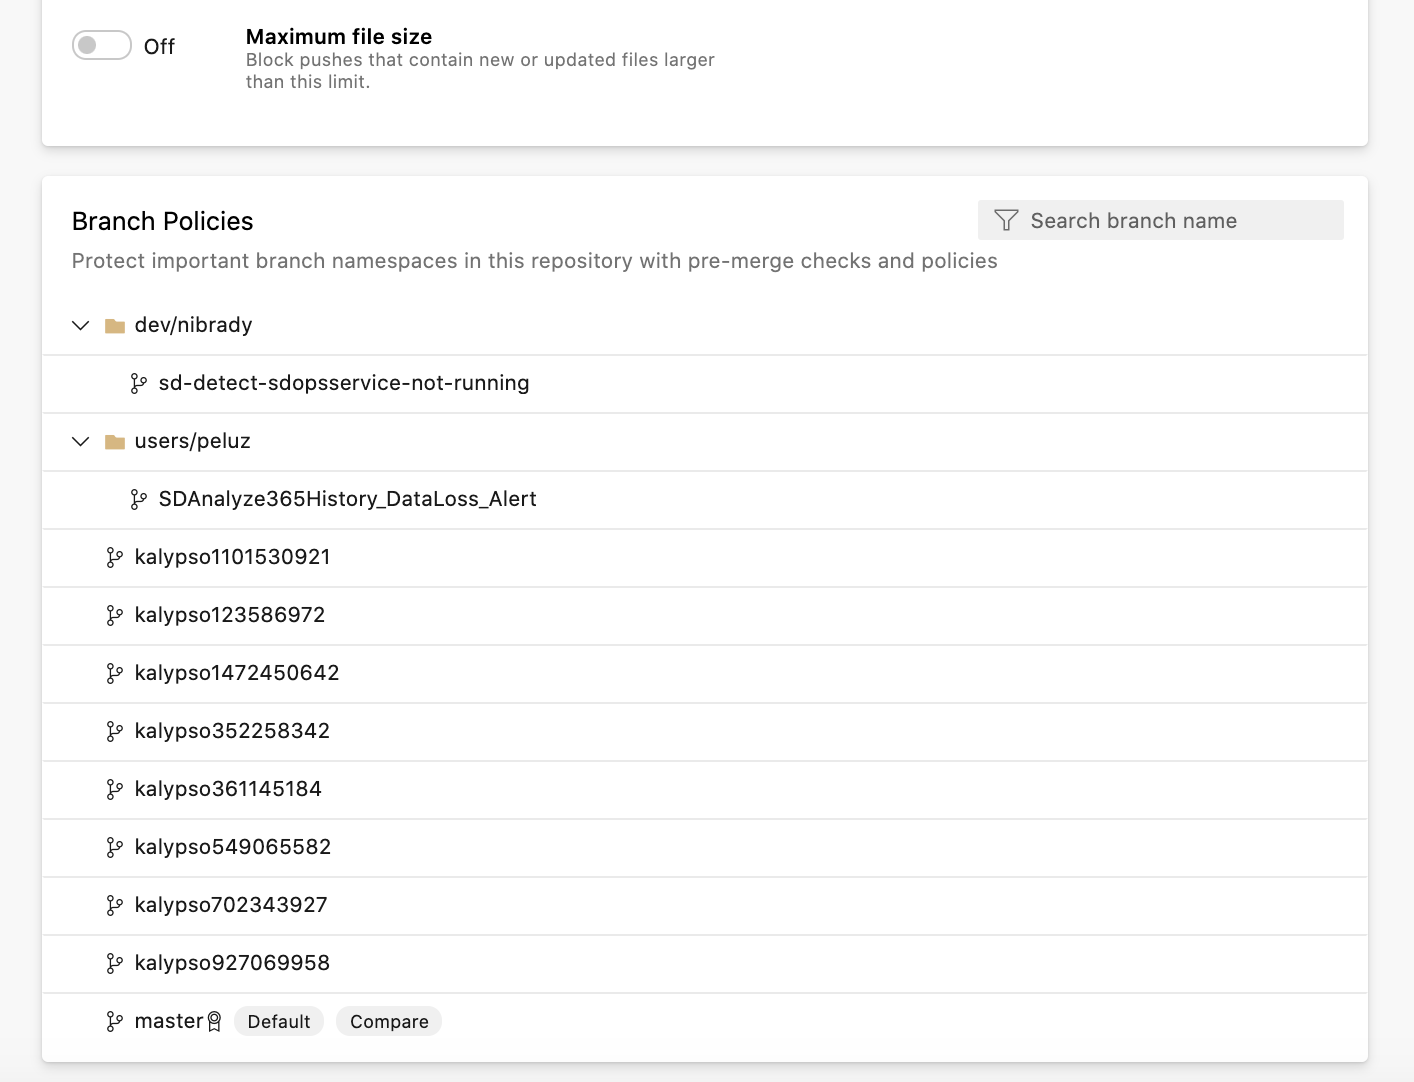 Off
Maximum file size
Block pushes that contain new or updated files larger
than this limit.
Branch Policies
Search branch name
Protect important branch namespaces in this repository with pre-merge checks and policies
dev/nibrady
sd-detect-sdopsservice-not-running
users/peluz
SDAnalyze365History_DataLoss_Alert
kalypso1101530921
kalypso123586972
kalypso1472450642
kalypso352258342
kalypso361145184
kalypso549065582
kalypso702343927
kalypso927069958
master Default Compare